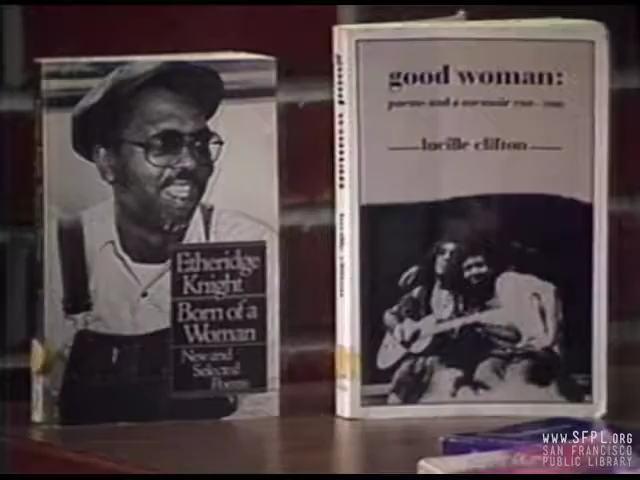 Etheridge
Knight
Born of a
Woman
New and
Selected
Poems
good woman:
good woman:
poems and a memoir
lucille clifton
WWW.SFPL.ORG
SAN FRANCISCO
PUBLIC LIBRARY